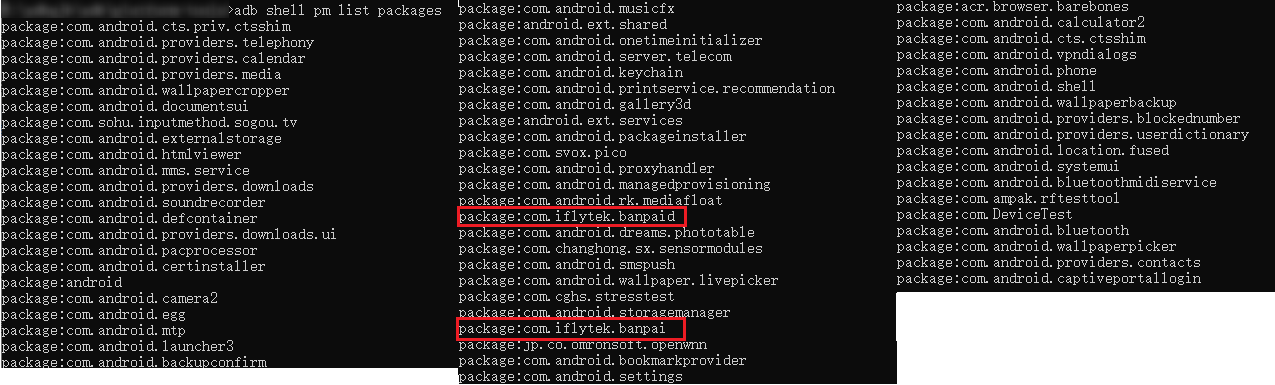 >adb shell pm list packages
package:com.android.cts.priv.ctsshim
package:com.android.providers.telephony
package:com.android.providers.calendar
package:com.android.providers.media
package:com.android.wallpapercropper
package:com.android.documentsui
package:com.sohu.inputmethod.sogou.tv
package:com.android.externalstorage
package:com.android.htmlviewer
package:com.android.mms.service
package:com.android.providers.downloads
package:com.android.soundrecorder
package:com.android.defcontainer
package:com.android.providers.downloads.ui
package:com.android.pacprocessor
package:com.android.certinstaller
package:android
package:com.android.camera2
package:com.android.egg
package:com.android.mtp
package:com.android.launcher3
package:com.android.backupconfirm
package:com.android.musicfx
package:android.ext.shared
package:com.android.onetimeinitializer
package:com.android.server.telecom
package:com.android.keychain
package:com.android.printservice.recommendation
package:com.android.gallery3d
package:android.ext.services
package:com.android.packageinstaller
package:com.svox.pico
package:com.android.proxyhandler
package:com.android.managedprovisioning
package:com.android.rk.mediafloat
package:com.iflytek.banpaid
package:com.android.dreams.phototable
package:com.changhong.sx.sensormodules
package:com.android.smspush
package:com.android.wallpaper.livepicker
package:com.cghs.stresstest
package:com.android.storagemanager
package:com.iflytek.banpai
package:jp.co.omronsoft.openwnn
package:com.android.bookmarkprovider
package:com.android.settings
package:acr.browser.barebones
package:com.android.calculator2
package:com.android.cts.ctsshim
package:com.android.vpndialogs
package:com.android.phone
package:com.android.shell
package:com.android.wallpaperbackup
package:com.android.providers.blockednumber
package:com.android.providers.userdictionary
package:com.android.location.fused
package:com.android.systemui
package:com.android.bluetoothmidiservice
package:com.ampak.rftesttool
package:com.DeviceTest
package:com.android.bluetooth
package:com.android.wallpaperpicker
package:com.android.providers.contacts
package:com.android.captiveportallogin